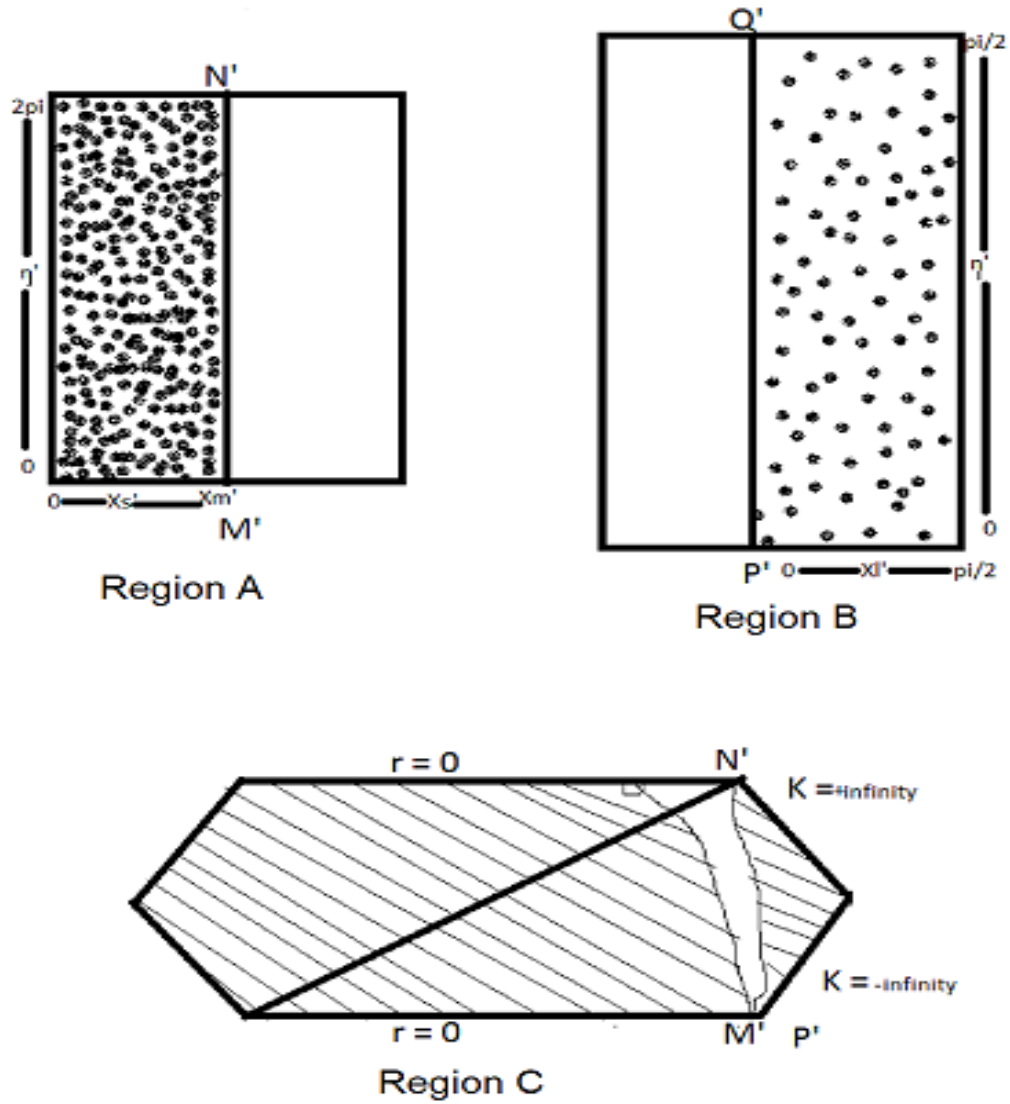 N'
2pi
η'
0
0 Xs' Xm'
M'
Region A
Q'
pi/2
η'
0
P' 0 Xl' pi/2
Region B
r = 0
N'
K =+infinity
K = -infinity
r = 0
M' P'
Region C